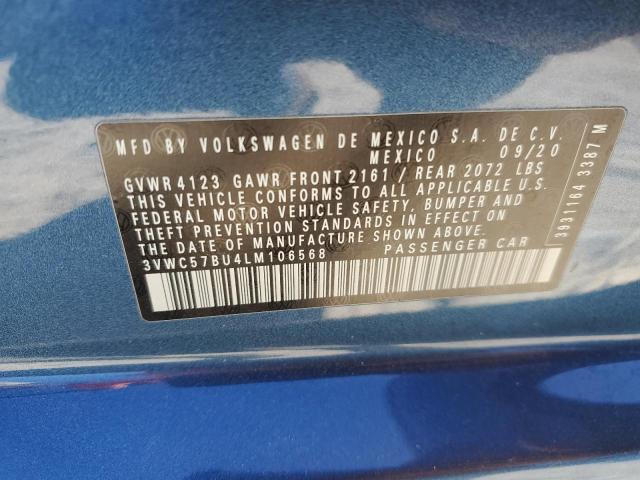 MFD BY VOLKSWAGEN DE MEXICO S.A. DE C.V.
MEXICO 09/20
GVWR 4123 GAWR FRONT 2161 / REAR 2072 LBS
THIS VEHICLE CONFORMS TO ALL APPLICABLE U.S.
FEDERAL MOTOR VEHICLE SAFETY, BUMPER AND
THEFT PREVENTION STANDARDS IN EFFECT ON
THE DATE OF MANUFACTURE SHOWN ABOVE.
3VWC57BU4LM106568 PASSENGER CAR
3931164 3387 M